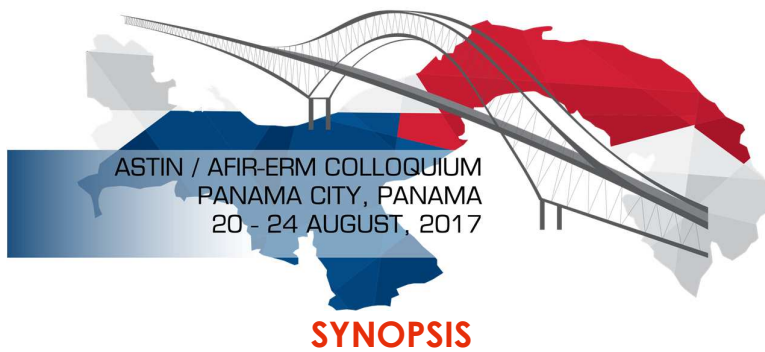 ASTIN / AFIR-ERM COLLOQUIUM
PANAMA CITY, PANAMA
20 - 24 AUGUST, 2017
SYNOPSIS